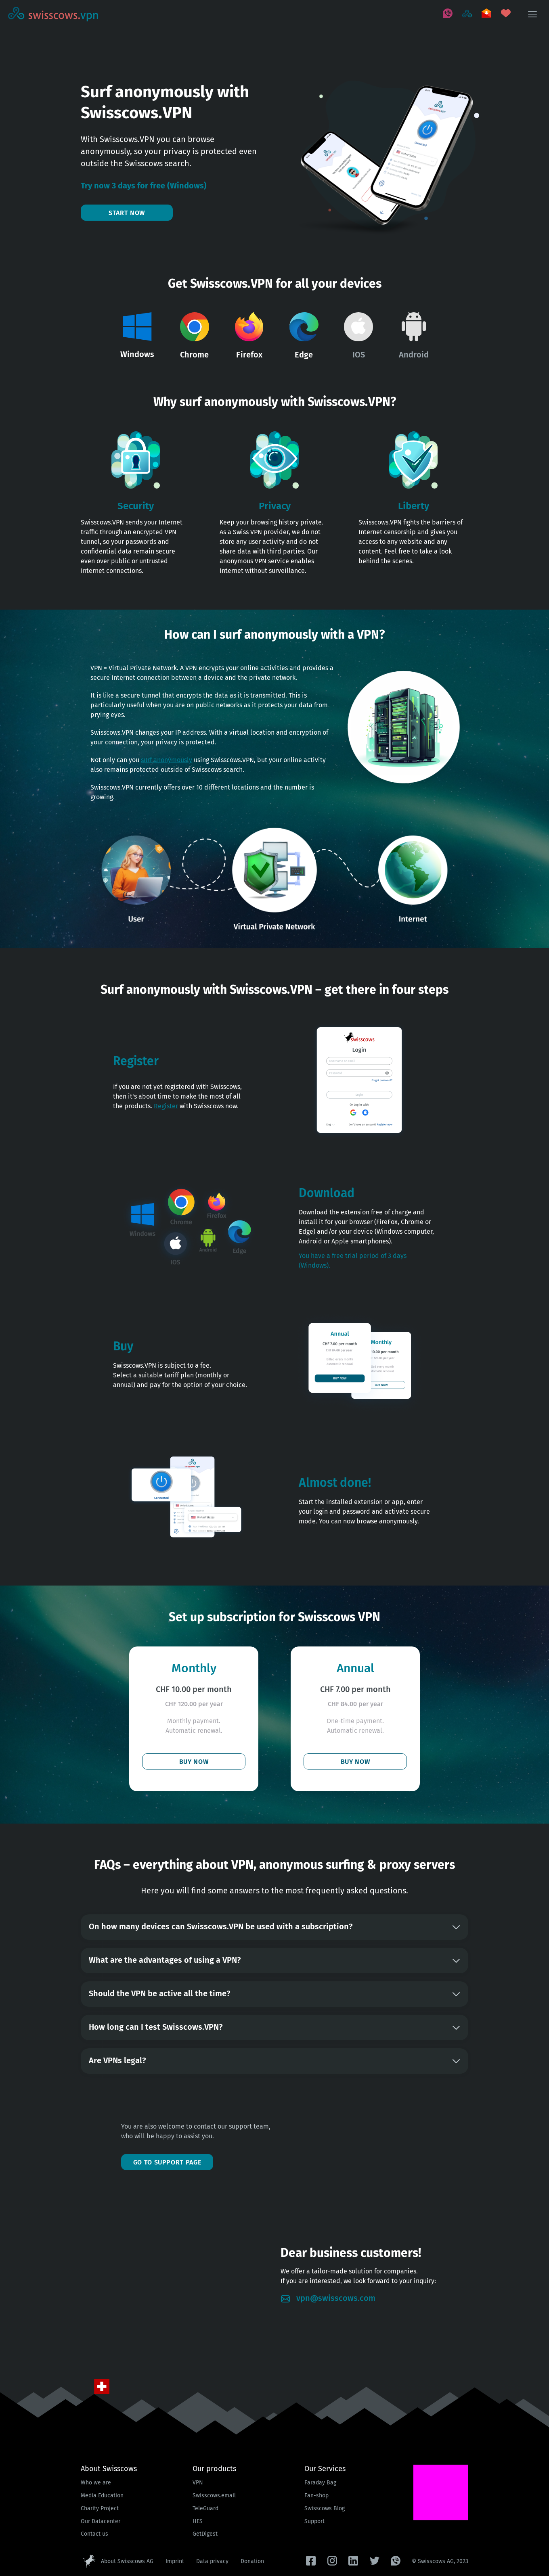 swisscows.vpn
Surf anonymously with
Swisscows.VPN
With Swisscows.VPN you can browse
anonymously, so your privacy is protected even
outside the Swisscows search.
Try now 3 days for free (Windows)
START NOW
Get Swisscows.VPN for all your devices
Windows
Chrome
Firefox
Edge
IOS
Android
Why surf anonymously with Swisscows.VPN?
Security
Swisscows.VPN sends your Internet
traffic through an encrypted VPN
tunnel, so your passwords and
confidential data remain secure
even over public or untrusted
Internet connections.
Privacy
Keep your browsing history private.
As a Swiss VPN provider, we do not
store any user activity and do not
share data with third parties. Our
anonymous VPN service enables
Internet without surveillance.
Liberty
Swisscows.VPN fights the barriers of
Internet censorship and gives you
access to any website and any
content. Feel free to take a look
behind the scenes.
How can I surf anonymously with a VPN?
VPN = Virtual Private Network. A VPN encrypts your online activities and provides a
secure Internet connection between a device and the private network.
It is like a secure tunnel that encrypts the data as it is transmitted. This is
particularly useful when you are on public networks as it protects your data from
prying eyes.
Swisscows.VPN changes your IP address. With a virtual location and encryption of
your connection, your privacy is protected.
Not only can you surf anonymously using Swisscows.VPN, but your online activity
also remains protected outside of Swisscows search.
Swisscows.VPN currently offers over 10 different locations and the number is
growing.
User
Virtual Private Network
Internet
Surf anonymously with Swisscows.VPN – get there in four steps
Register
If you are not yet registered with Swisscows,
then it's about time to make the most of all
the products. Register with Swisscows now.
SWISSCOWS
Login
Forgot password?
Login
Or Log in with
Don't have an account? Register now
Windows
Chrome
Firefox
IOS
Android
Edge
Download
Download the extension free of charge and
install it for your browser (FireFox, Chrome or
Edge) and/or your device (Windows computer,
Android or Apple smartphones).
You have a free trial period of 3 days
(Windows).
Buy
Swisscows.VPN is subject to a fee.
Select a suitable tariff plan (monthly or
annual) and pay for the option of your choice.
Annual
CHF 7.00 per month
BUY NOW
Monthly
10.00 per month
BUY NOW
Almost done!
Start the installed extension or app, enter
your login and password and activate secure
mode. You can now browse anonymously.
Set up subscription for Swisscows VPN
Monthly
CHF 10.00 per month
CHF 120.00 per year
Monthly payment.
Automatic renewal.
BUY NOW
Annual
CHF 7.00 per month
CHF 84.00 per year
One-time payment.
Automatic renewal.
BUY NOW
FAQs – everything about VPN, anonymous surfing & proxy servers
Here you will find some answers to the most frequently asked questions.
On how many devices can Swisscows.VPN be used with a subscription?
What are the advantages of using a VPN?
Should the VPN be active all the time?
How long can I test Swisscows.VPN?
Are VPNs legal?
You are also welcome to contact our support team,
who will be happy to assist you.
GO TO SUPPORT PAGE
Dear business customers!
We offer a tailor-made solution for companies.
If you are interested, we look forward to your inquiry:
vpn@swisscows.com
About Swisscows
Who we are
Media Education
Charity Project
Our Datacenter
Contact us
Our products
VPN
Swisscows.email
TeleGuard
HES
GetDigest
Our Services
Faraday Bag
Fan-shop
Swisscows Blog
Support
About Swisscows AG
Imprint
Data privacy
Donation
© Swisscows AG, 2023